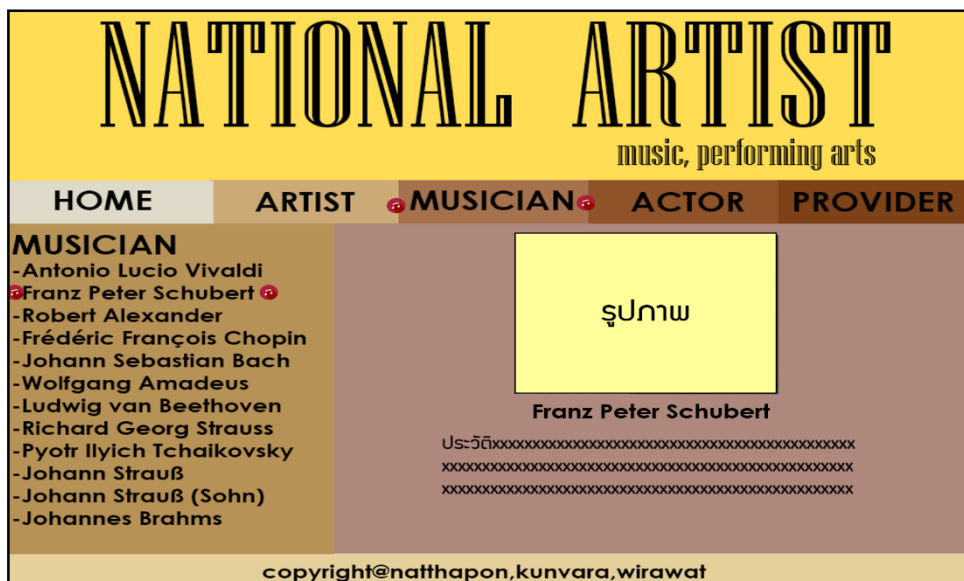 NATIONAL ARTIST
music, performing arts
HOME ARTIST MUSICIAN ACTOR PROVIDER
MUSICIAN
-Antonio Lucio Vivaldi
-Franz Peter Schubert
-Robert Alexander
-Frédéric François Chopin
-Johann Sebastian Bach
-Wolfgang Amadeus
-Ludwig van Beethoven
-Richard Georg Strauss
-Pyotr Ilyich Tchaikovsky
-Johann Strauß
-Johann Strauß (Sohn)
-Johannes Brahms
รูปภาพ
Franz Peter Schubert
ประวัติxxxxxxxxxxxxxxxxxxxxxxxxxxxxxxxxxxxxxxxxxxxxx
xxxxxxxxxxxxxxxxxxxxxxxxxxxxxxxxxxxxxxxxxxxxxxxxxxx
xxxxxxxxxxxxxxxxxxxxxxxxxxxxxxxxxxxxxxxxxxxxxxxxxxx
copyright@natthapon,kunvara,wirawat